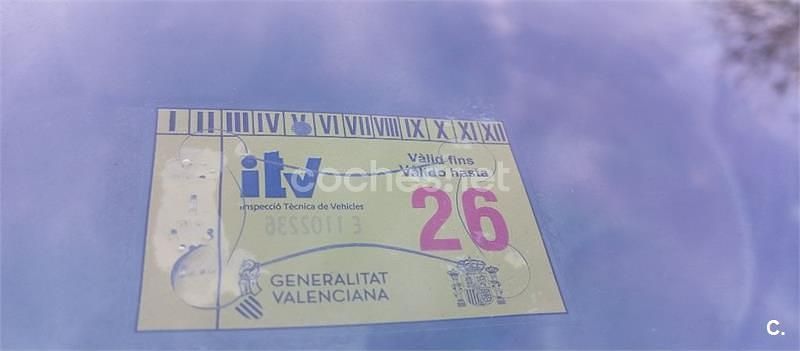 I II III IV V VI VII VIII IX X XI XII
itv
Vàlid fins
Válido hasta
coches.net
Inspecció Tècnica de Vehicles
26
E 1102236
GENERALITAT
VALENCIANA
C.